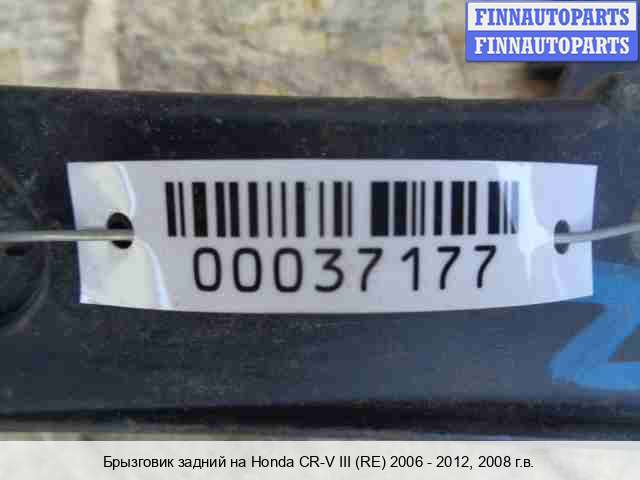 FINNAUTOPARTS
FINNAUTOPARTS
00037177
Брызговик задний на Honda CR-V III (RE) 2006 - 2012, 2008 г.в.